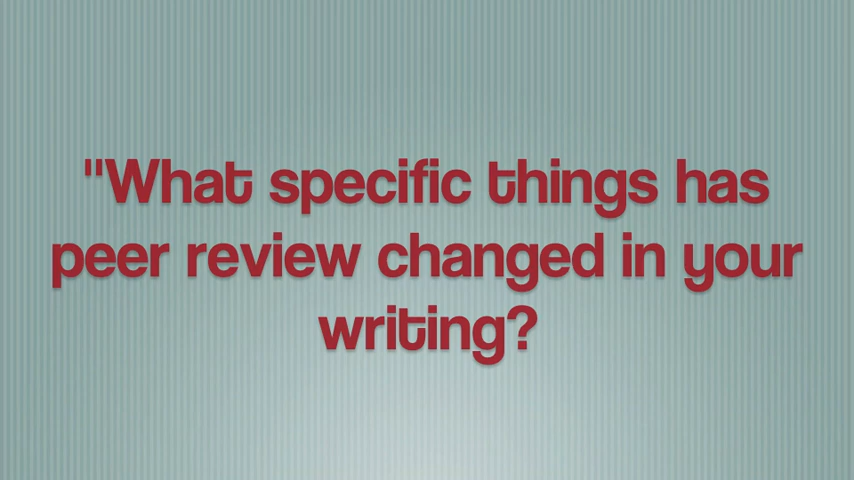 "What specific things has
peer review changed in your
writing?